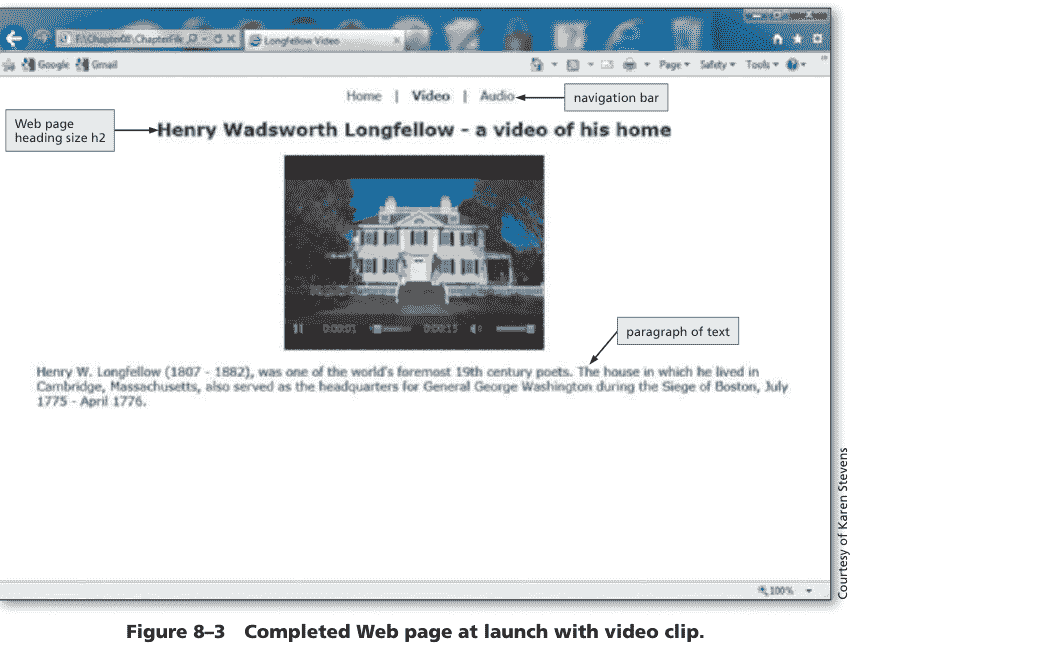 F:\Chapter08\ChapterFile
Longfellow Video
Google Gmail
Page Safety Tools
Home | Video | Audio
navigation bar
Web page
heading size h2
Henry Wadsworth Longfellow - a video of his home
0:00:01 0:00:15
paragraph of text
Henry W. Longfellow (1807 - 1882), was one of the world's foremost 19th century poets. The house in which he lived in
Cambridge, Massachusetts, also served as the headquarters for General George Washington during the Siege of Boston, July
1775 - April 1776.
Courtesy of Karen Stevens
100%
Figure 8–3 Completed Web page at launch with video clip.